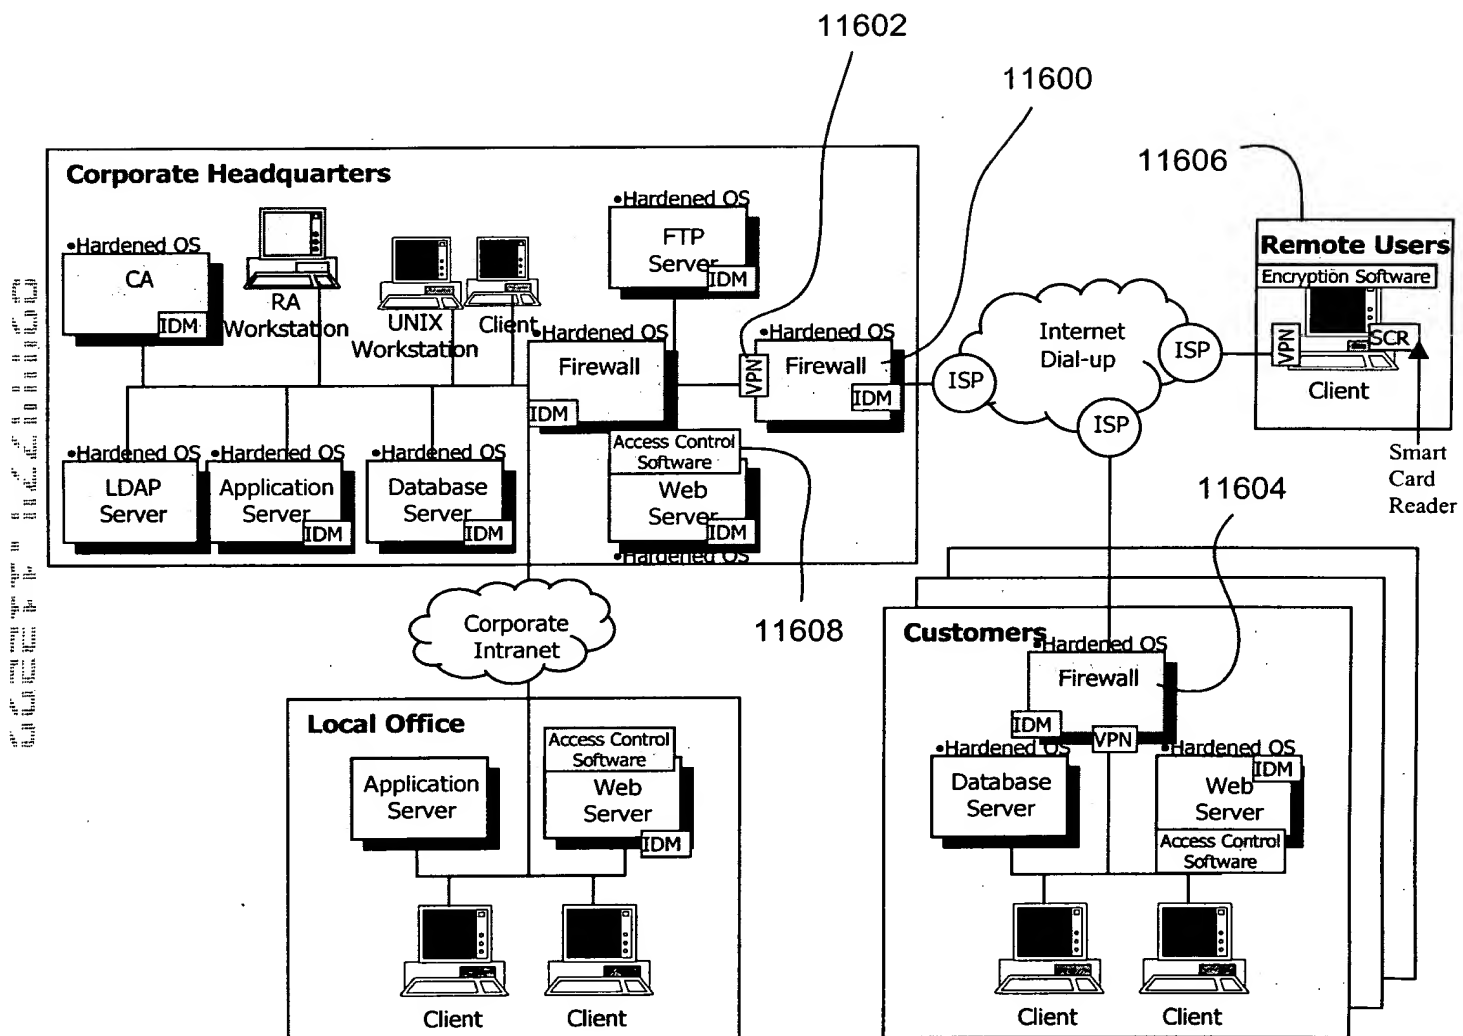 11602
11600
11606
Corporate Headquarters
•Hardened OS
CA
IDM
RA
Workstation
UNIX
Workstation
Client
•Hardened OS
FTP
Server
IDM
•Hardened OS
Firewall
IDM
VPN
•Hardened OS
Firewall
IDM
•Hardened OS
LDAP
Server
•Hardened OS
Application
Server
IDM
•Hardened OS
Database
Server
IDM
Access Control
Software
Web
Server
IDM
•Hardened OS
ISP
Internet
Dial-up
ISP
ISP
Remote Users
Encryption Software
VPN
SCR
Client
Smart
Card
Reader
11604
11608
Corporate
Intranet
Local Office
Application
Server
Access Control
Software
Web
Server
IDM
Client
Client
Customers
•Hardened OS
Firewall
IDM
VPN
•Hardened OS
Database
Server
•Hardened OS
IDM
Web
Server
Access Control
Software
Client
Client